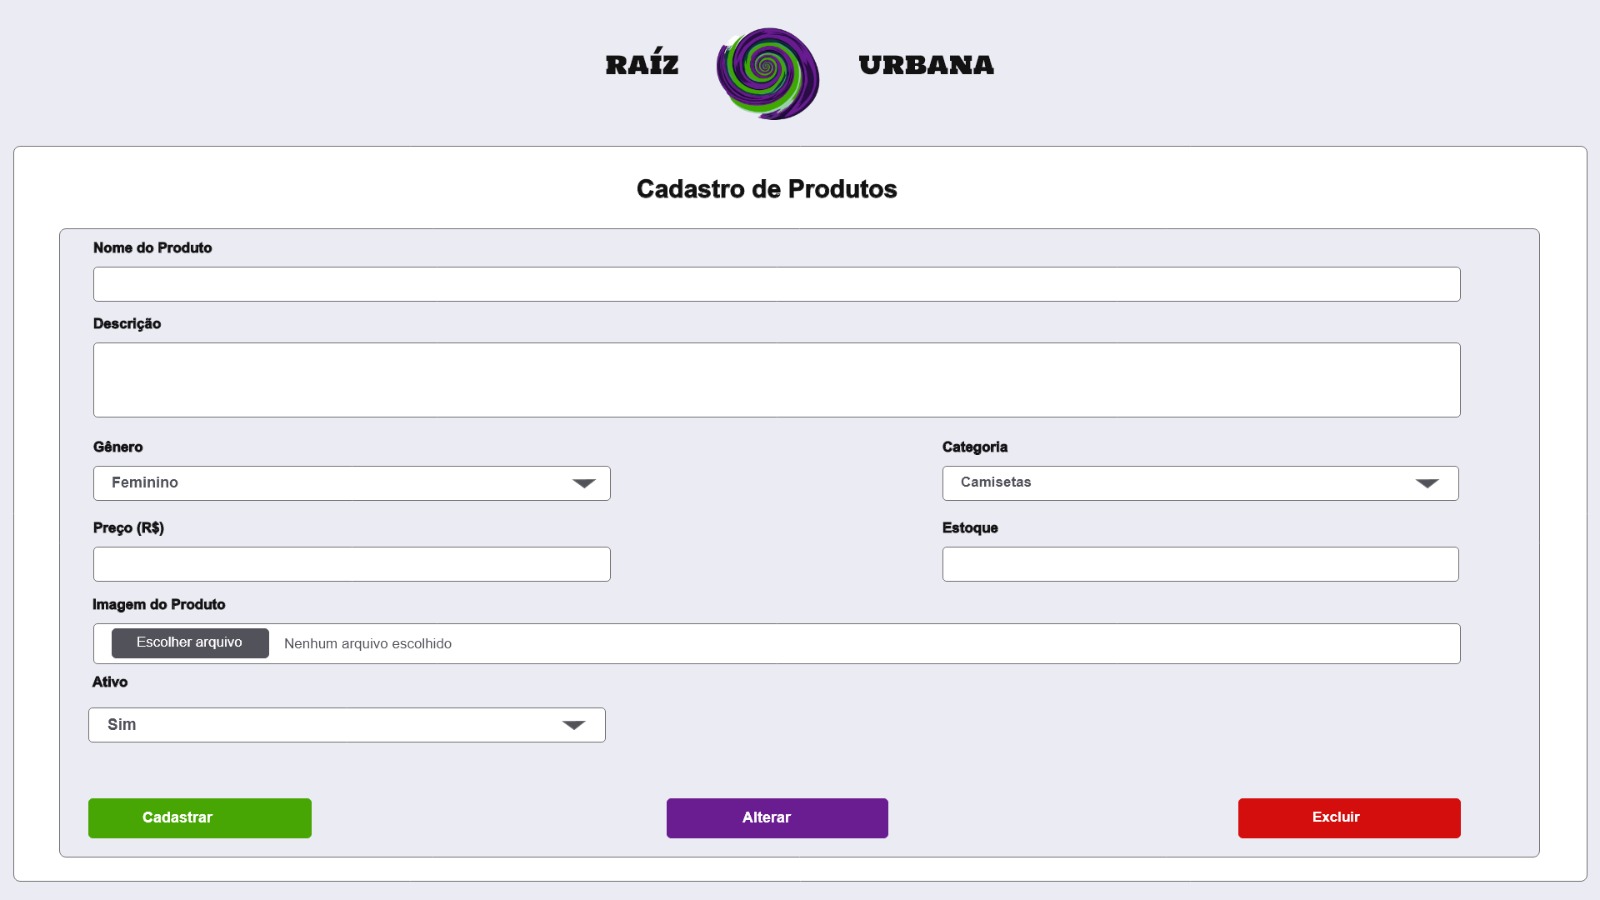 RAÍZ URBANA
Cadastro de Produtos
Nome do Produto
Descrição
Gênero Categoria
Feminino Camisetas
Preço (R$) Estoque
Imagem do Produto
Escolher arquivo Nenhum arquivo escolhido
Ativo
Sim
Cadastrar Alterar Excluir